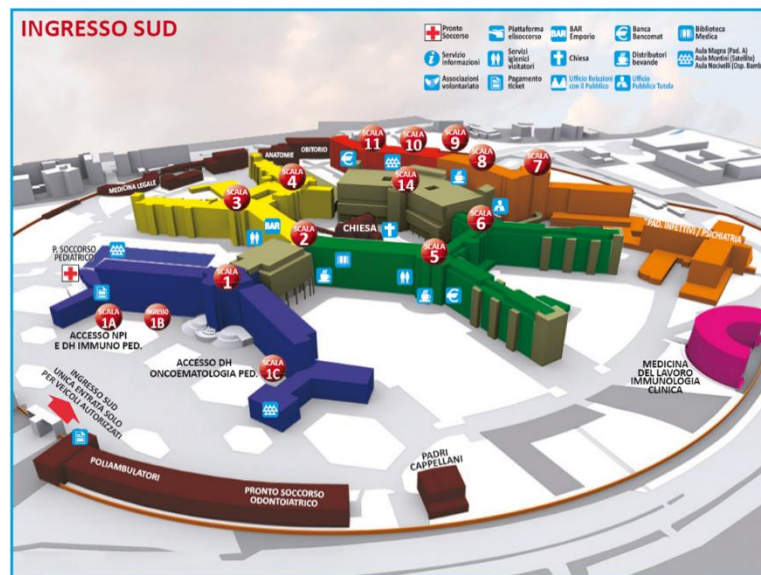 INGRESSO SUD
Pronto
Soccorso
Piattaforma
elisoccorso
BAR
BAR
Emporio
Banca
Bancomat
Biblioteca
Medica
Servizio
informazioni
Servizi
igienici
visitatori
Chiesa
Distributori
bevande
Aula Magna (Pad. A)
Aula Montini (Satellite)
Aula Nocivelli (Osp. Bamb
Associazioni
volontariato
Pagamento
ticket
Ufficio Relazioni
con il Pubblico
Ufficio
Pubblica Tutela
SCALA
11
SCALA
10
SCALA
9
SCALA
8
SCALA
7
ANATOMIE
OBITORIO
MEDICINA LEGALE
SCALA
4
SCALA
14
SCALA
3
SCALA
6
BAR
SCALA
2
CHIESA
PAD. INFETTIVI / PSICHIATRIA
SCALA
5
P. SOCCORSO
PEDIATRICO
SCALA
1
SCALA
1A
INGRESSO
1B
ACCESSO NPI
E DH IMMUNO PED.
ACCESSO DH
ONCOEMATOLOGIA PED.
SCALA
1C
MEDICINA
DEL LAVORO
IMMUNOLOGIA
CLINICA
INGRESSO SUD
UNICA ENTRATA SOLO
PER VEICOLI AUTORIZZATI
POLIAMBULATORI
PRONTO SOCCORSO
ODONTOIATRICO
PADRI
CAPPELLANI